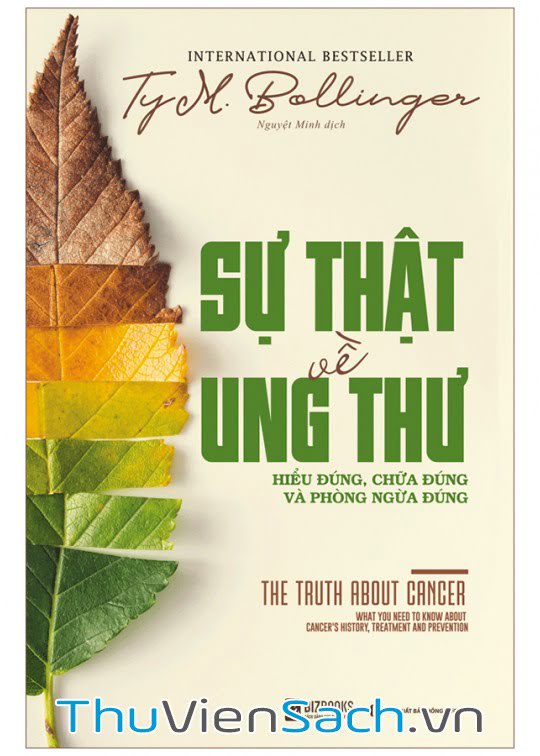 INTERNATIONAL BESTSELLER
Ty M. Bollinger
Nguyệt Minh dịch
SỰ THẬT
về
UNG THƯ
HIỂU ĐÚNG, CHỮA ĐÚNG
VÀ PHÒNG NGỪA ĐÚNG
THE TRUTH ABOUT CANCER
WHAT YOU NEED TO KNOW ABOUT
CANCER'S HISTORY, TREATMENT AND PREVENTION
BIZBOOKS
ThuVienSach.vn